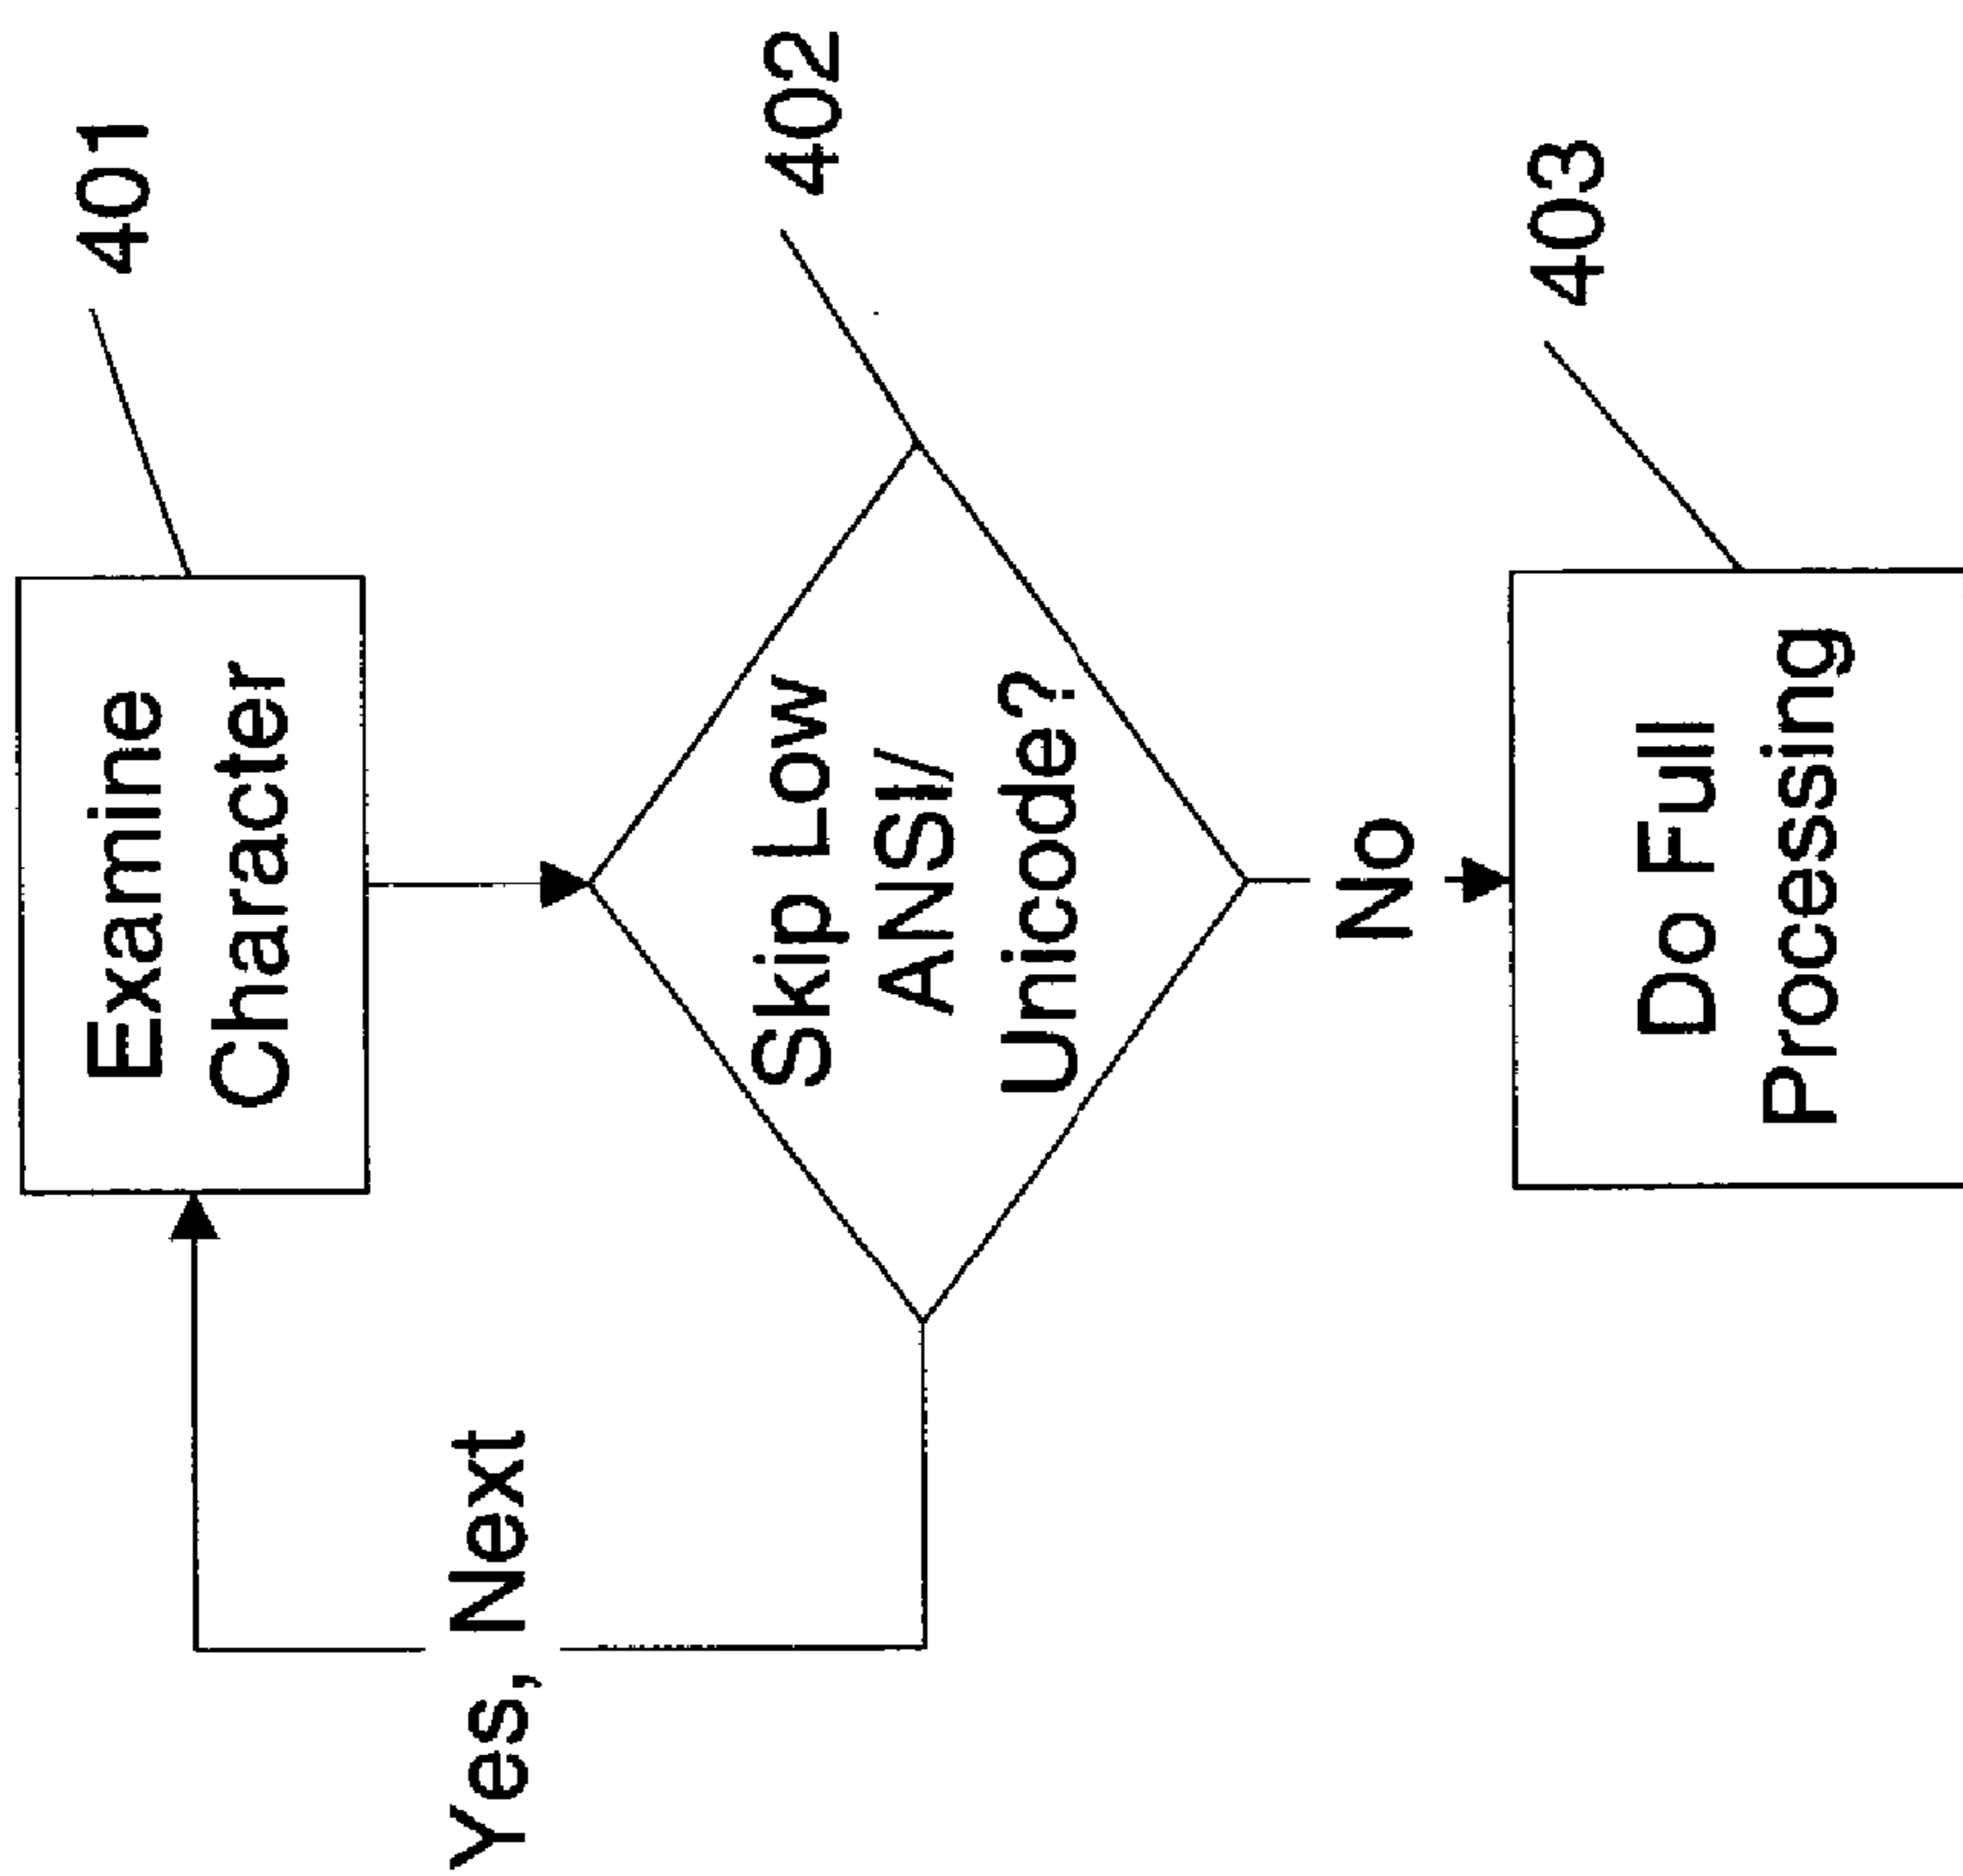 401
Examine
Character
Yes, Next
402
Skip Low
ANSI/
Unicode?
No
403
Do Full
Processing